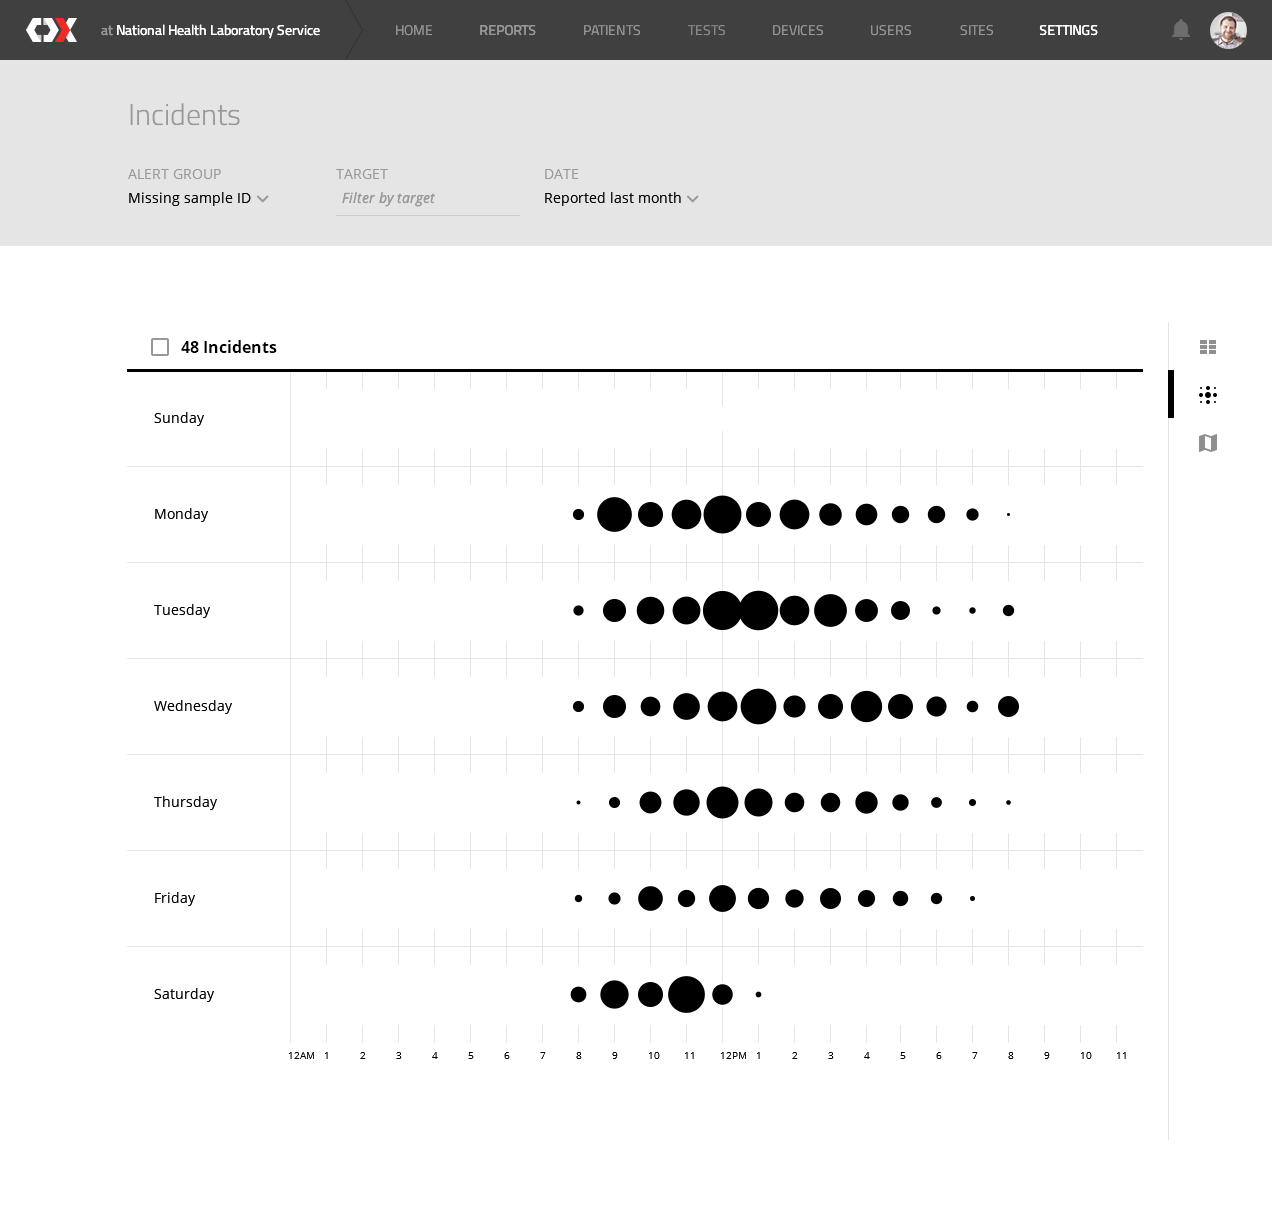 at National Health Laboratory Service HOME REPORTS PATIENTS TESTS DEVICES USERS SITES SETTINGS
Incidents
ALERT GROUP TARGET DATE
Missing sample ID Filter by target Reported last month
48 Incidents
Sunday
Monday
Tuesday
Wednesday
Thursday
Friday
Saturday
12AM 1 2 3 4 5 6 7 8 9 10 11 12PM 1 2 3 4 5 6 7 8 9 10 11